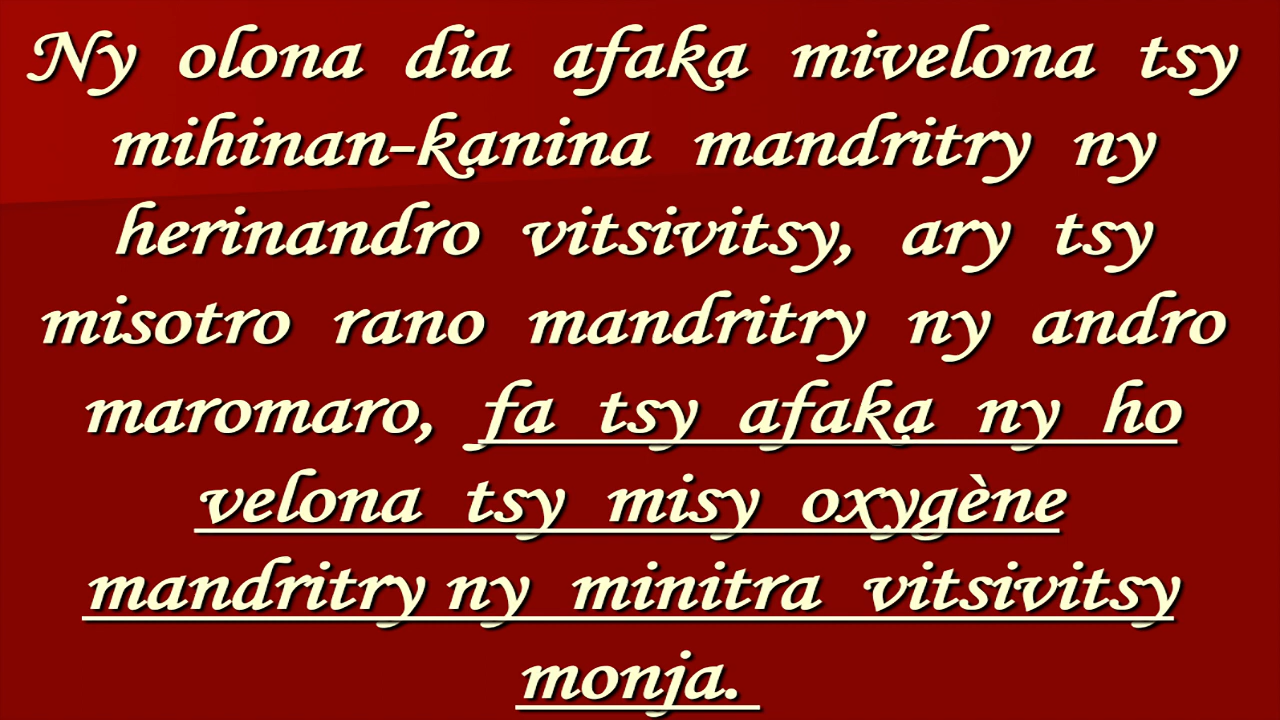 Ny olona dia afaka mivelona tsy
mihinan-kanina mandritry ny
herinandro vitsivitsy, ary tsy
misotro rano mandritry ny andro
maromaro, fa tsy afaka ny ho
velona tsy misy oxygène
mandritry ny minitra vitsivitsy
monja.